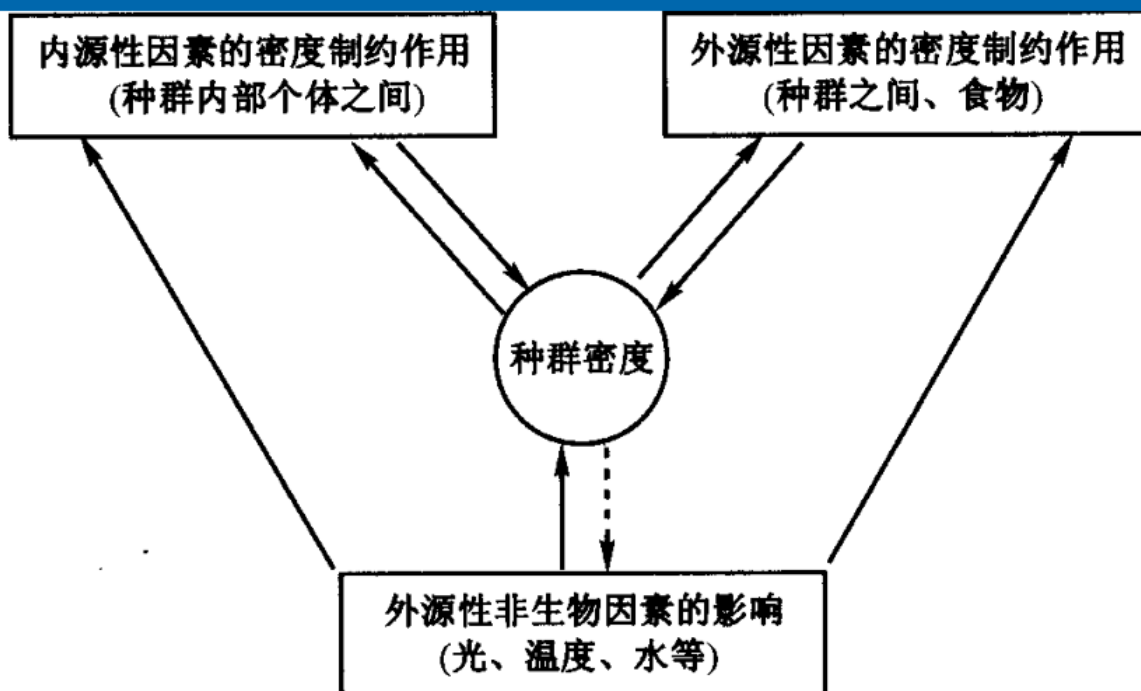 内源性因素的密度制约作用
(种群内部个体之间)
外源性因素的密度制约作用
(种群之间、食物)
种群密度
外源性非生物因素的影响
(光、温度、水等)